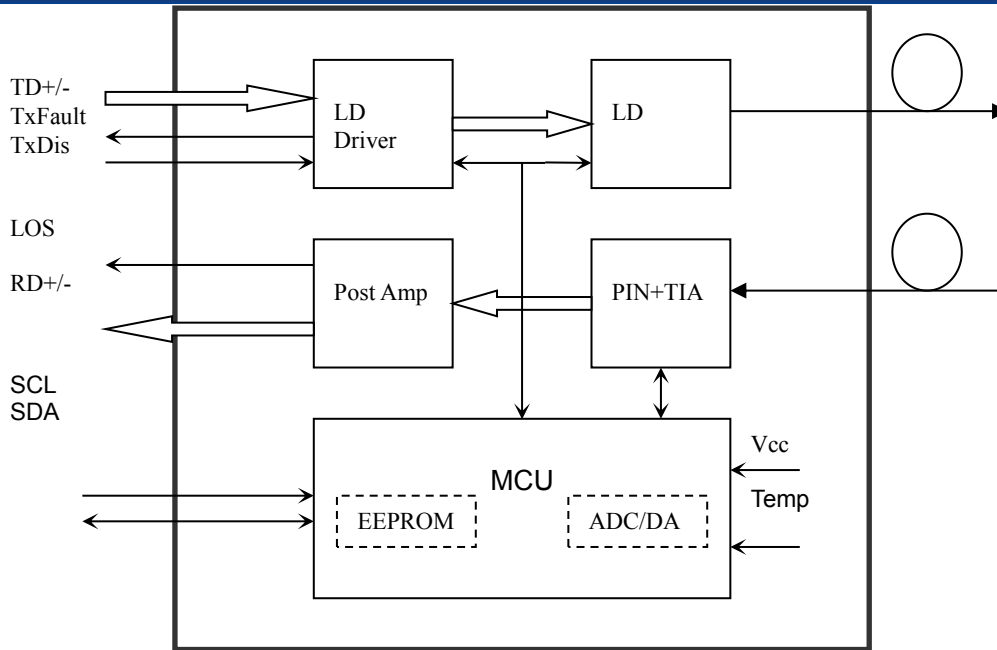 TD+/-
TxFault
TxDis
LD
Driver
LD
LOS
RD+/-
Post Amp
PIN+TIA
SCL
SDA
MCU
EEPROM
ADC/DA
Vcc
Temp